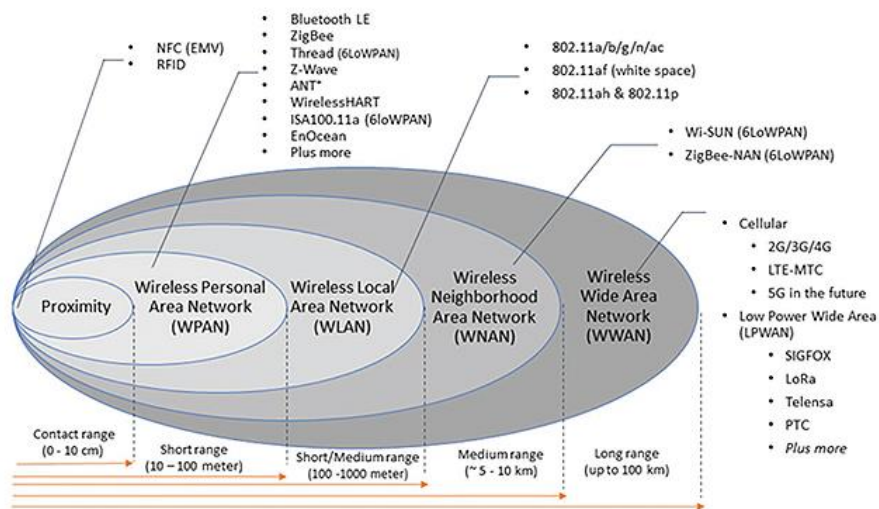 • NFC (EMV)
• RFID
• Bluetooth LE
• ZigBee
• Thread (6LoWPAN)
• Z-Wave
• ANT+
• WirelessHART
• ISA100.11a (6loWPAN)
• EnOcean
• Plus more
• 802.11a/b/g/n/ac
• 802.11af (white space)
• 802.11ah & 802.11p
• Wi-SUN (6LoWPAN)
• ZigBee-NAN (6LoWPAN)
• Cellular
• 2G/3G/4G
• LTE-MTC
• 5G in the future
• Low Power Wide Area
(LPWAN)
• SIGFOX
• LoRa
• Telensa
• PTC
• Plus more
Proximity
Wireless Personal
Area Network
(WPAN)
Wireless Local
Area Network
(WLAN)
Wireless
Neighborhood
Area Network
(WNAN)
Wireless
Wide Area
Network
(WWAN)
Contact range
(0 - 10 cm)
Short range
(10 – 100 meter)
Short/Medium range
(100 -1000 meter)
Medium range
(~ 5 - 10 km)
Long range
(up to 100 km)